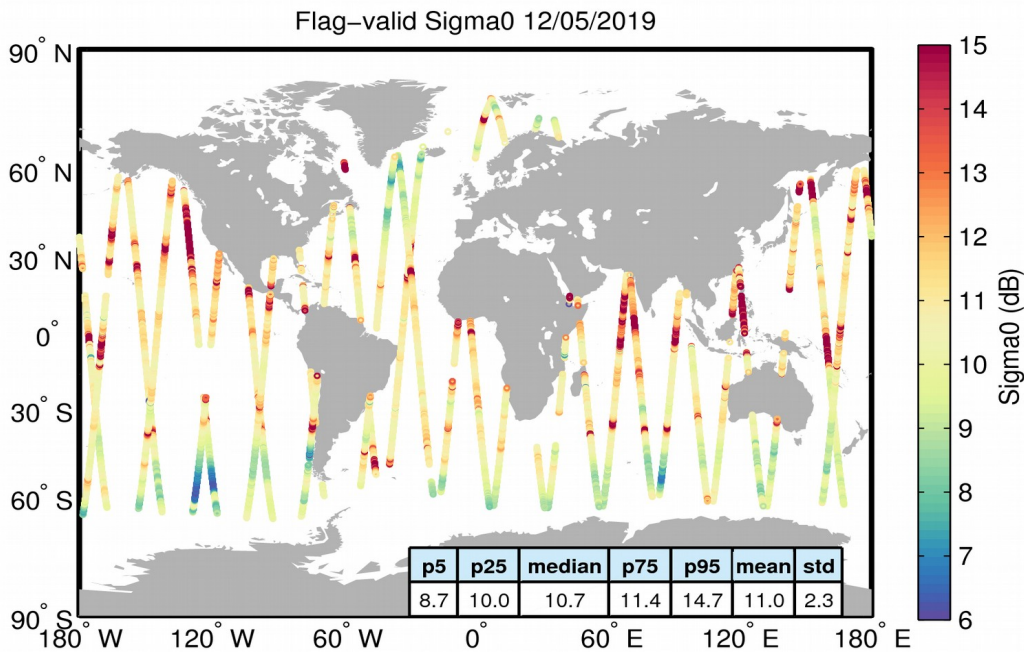 Flag−valid Sigma0 12/05/2019
90° N
60° N
30° N
0°
30° S
60° S
90° S
180° W
120° W
60° W
0°
60° E
120° E
180° E
15
14
13
12
11
10
9
8
7
6
Sigma0 (dB)
p5 p25 median p75 p95 mean std
8.7 10.0 10.7 11.4 14.7 11.0 2.3